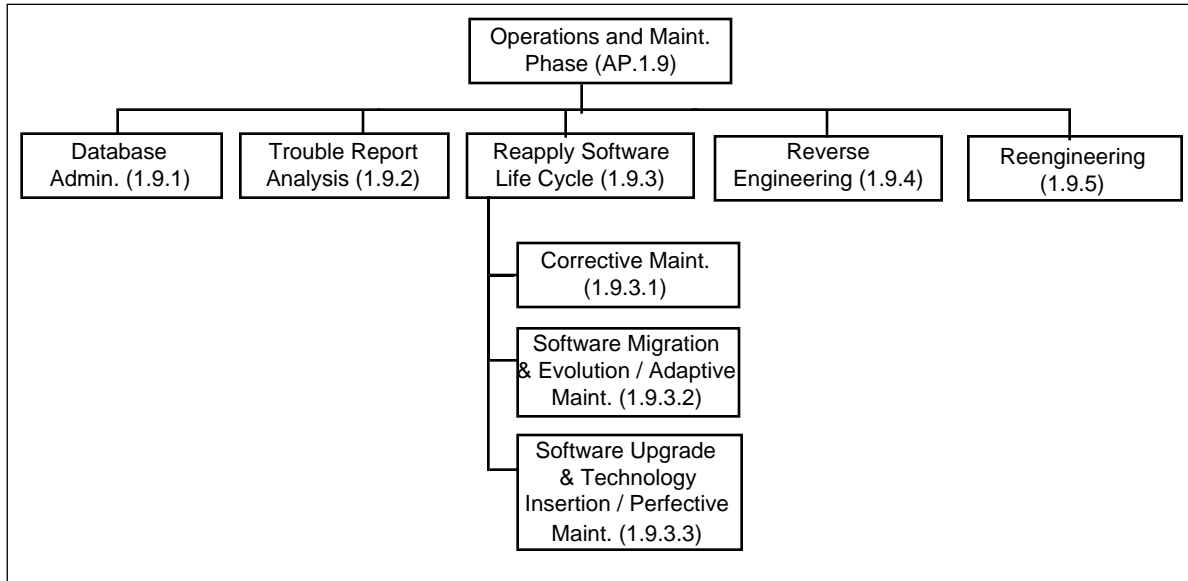 Operations and Maint.
Phase (AP.1.9)
Database
Admin. (1.9.1)
Trouble Report
Analysis (1.9.2)
Reapply Software
Life Cycle (1.9.3)
Reverse
Engineering (1.9.4)
Reengineering
(1.9.5)
Corrective Maint.
(1.9.3.1)
Software Migration
& Evolution / Adaptive
Maint. (1.9.3.2)
Software Upgrade
& Technology
Insertion / Perfective
Maint. (1.9.3.3)